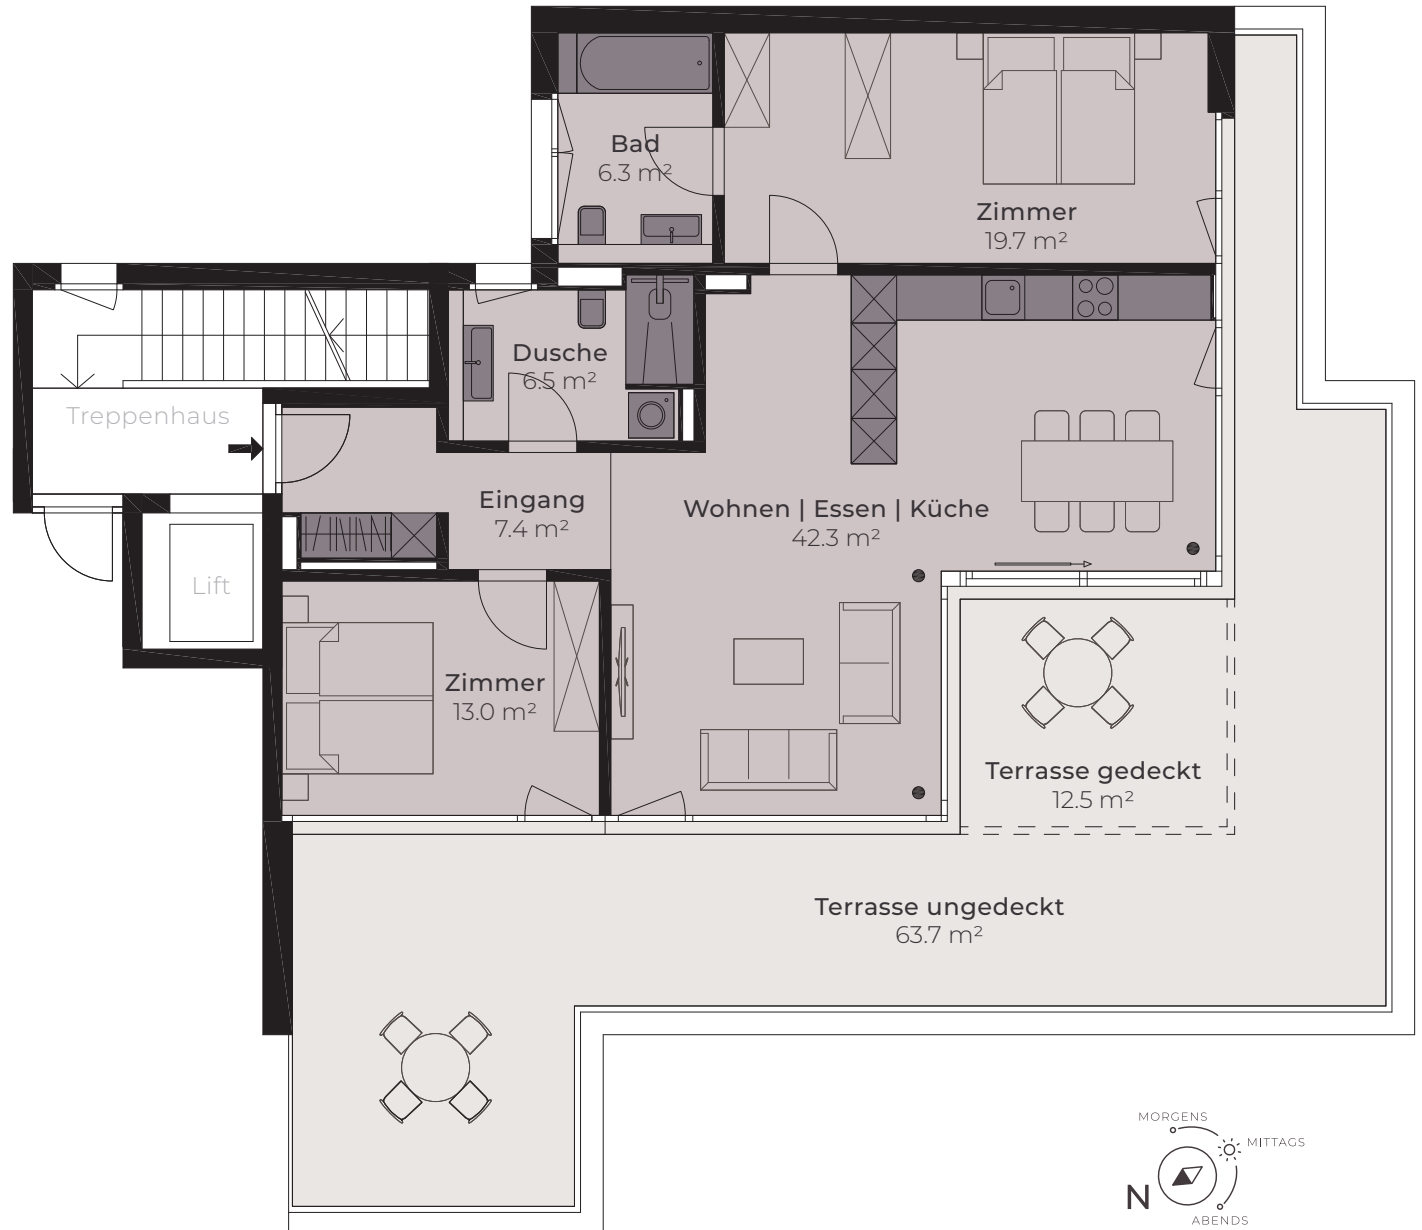 Bad
6.3 m²
Zimmer
19.7 m²
Dusche
6.5 m²
Treppenhaus
Eingang
7.4 m²
Wohnen | Essen | Küche
42.3 m²
Lift
Zimmer
13.0 m²
Terrasse gedeckt
12.5 m²
Terrasse ungedeckt
63.7 m²
MORGENS
MITTAGS
N
ABENDS